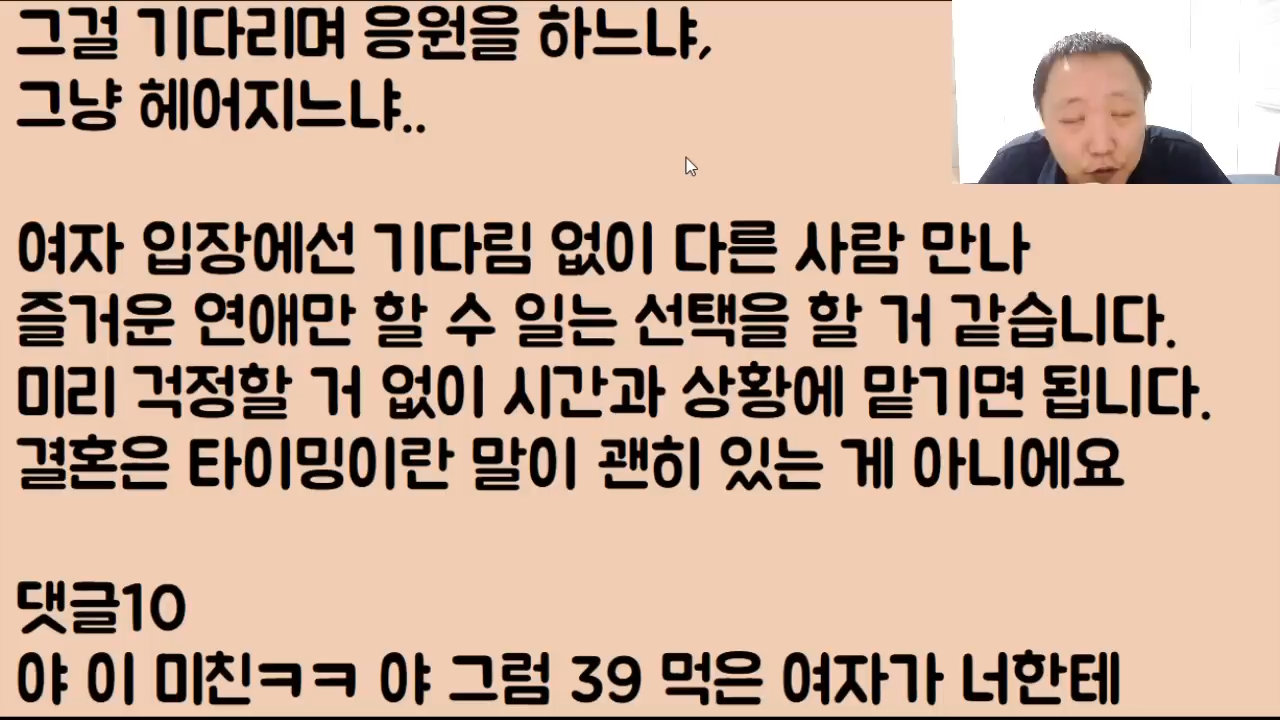 그걸 기다리며 응원을 하느냐,
그냥 헤어지느냐..
여자 입장에선 기다림 없이 다른 사람 만나
즐거운 연애만 할 수 일는 선택을 할 거 같습니다.
미리 걱정할 거 없이 시간과 상황에 맡기면 됩니다.
결혼은 타이밍이란 말이 괜히 있는 게 아니에요
댓글10
야 이 미친ㅋㅋ 야 그럼 39 먹은 여자가 너한테